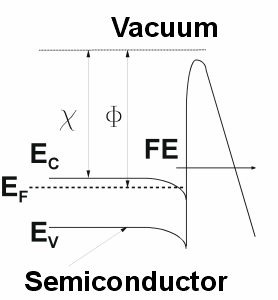 Vacuum
χ Φ
E_C FE
E_F
E_V
Semiconductor